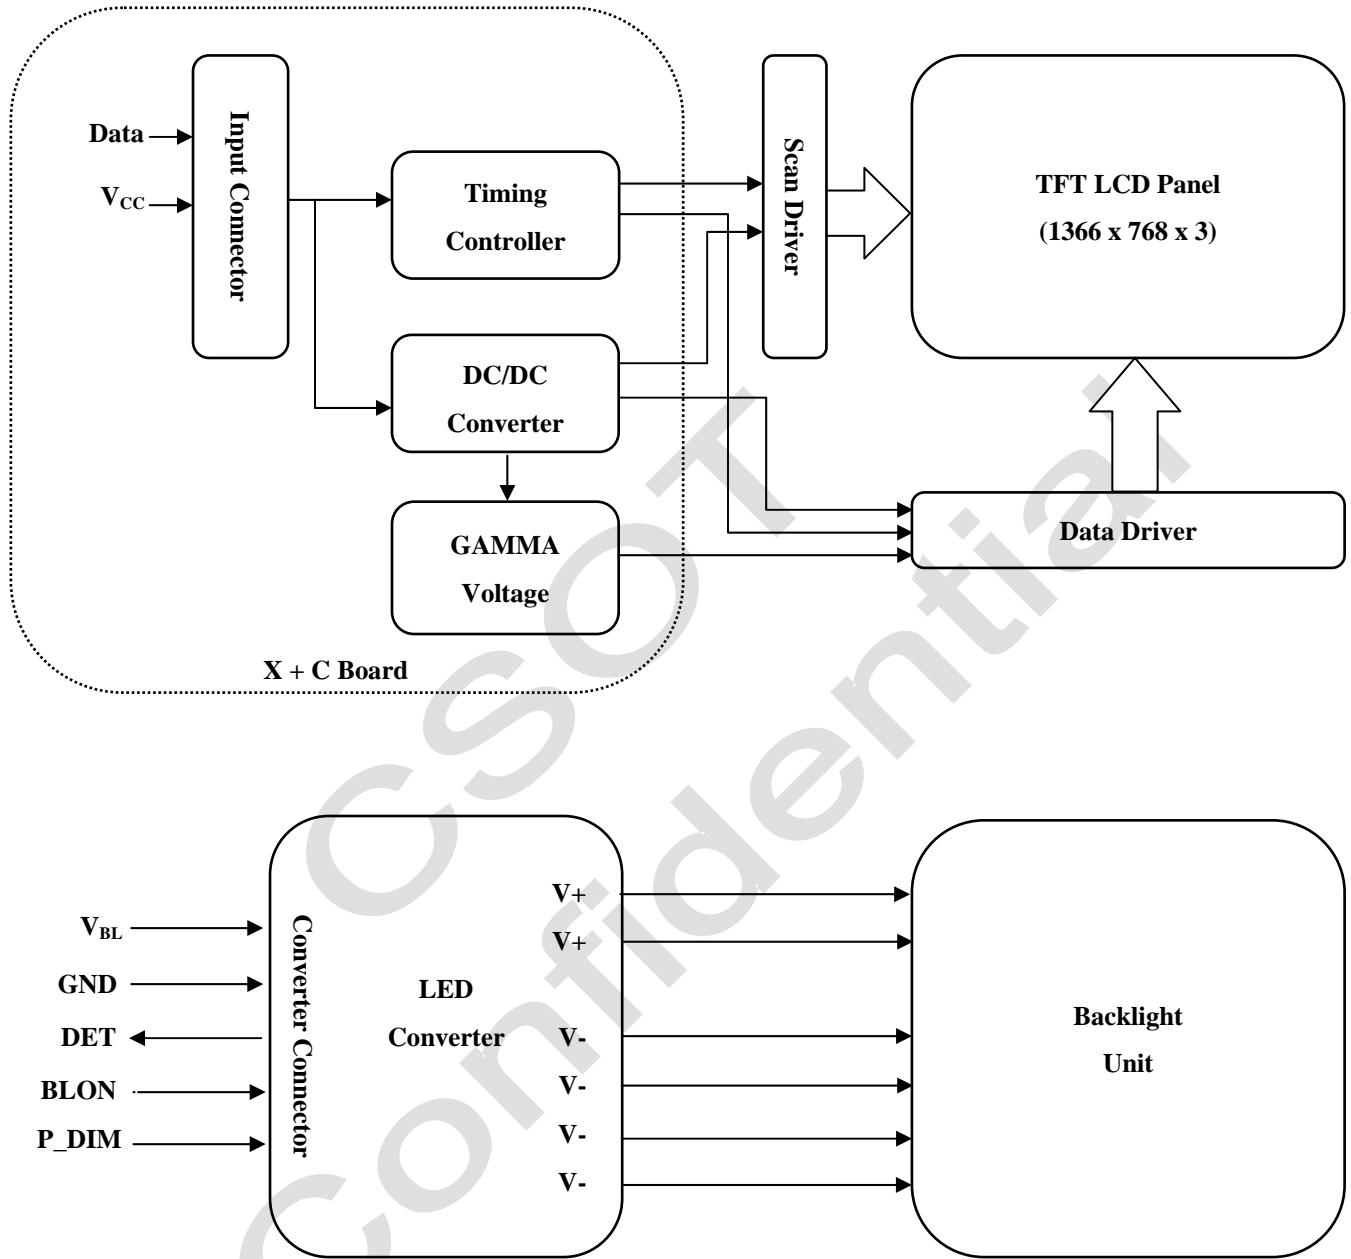 Data
VCC
Input Connector
Timing
Controller
DC/DC
Converter
GAMMA
Voltage
X + C Board
Scan Driver
TFT LCD Panel
(1366 x 768 x 3)
Data Driver
CSOT
Confidential
VBL
GND
DET
BLON
P_DIM
Converter Connector
LED
Converter
V+
V+
V-
V-
V-
V-
Backlight
Unit